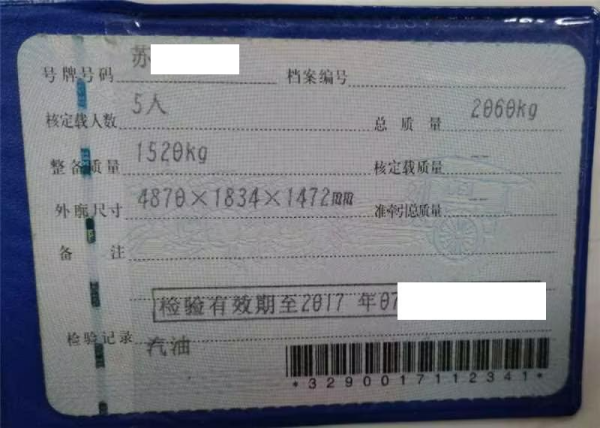 号牌号码 苏 档案编号
核定载人数 5人 总质量 2060kg
整备质量 1520kg 核定载质量
外廓尺寸 4870×1834×1472mm 准牵引总质量
备注
检验有效期至2017 年07
检验记录 汽油
*3290017112341*